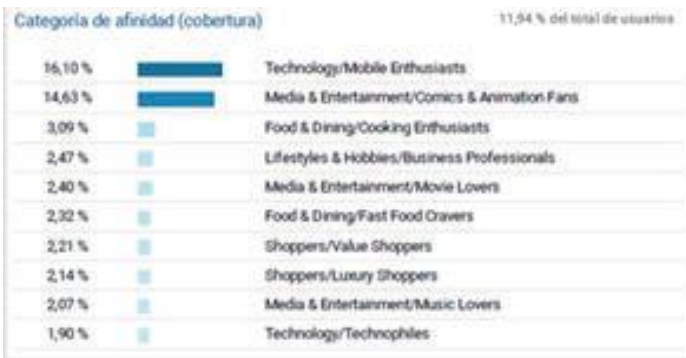 Categoría de afinidad (cobertura) 11,94 % del total de usuarios
16,10 % Technology/Mobile Enthusiasts
14,63 % Media & Entertainment/Comics & Animation Fans
3,09 % Food & Dining/Cooking Enthusiasts
2,47 % Lifestyles & Hobbies/Business Professionals
2,40 % Media & Entertainment/Movie Lovers
2,32 % Food & Dining/Fast Food Cravers
2,21 % Shoppers/Value Shoppers
2,14 % Shoppers/Luxury Shoppers
2,07 % Media & Entertainment/Music Lovers
1,90 % Technology/Technophiles